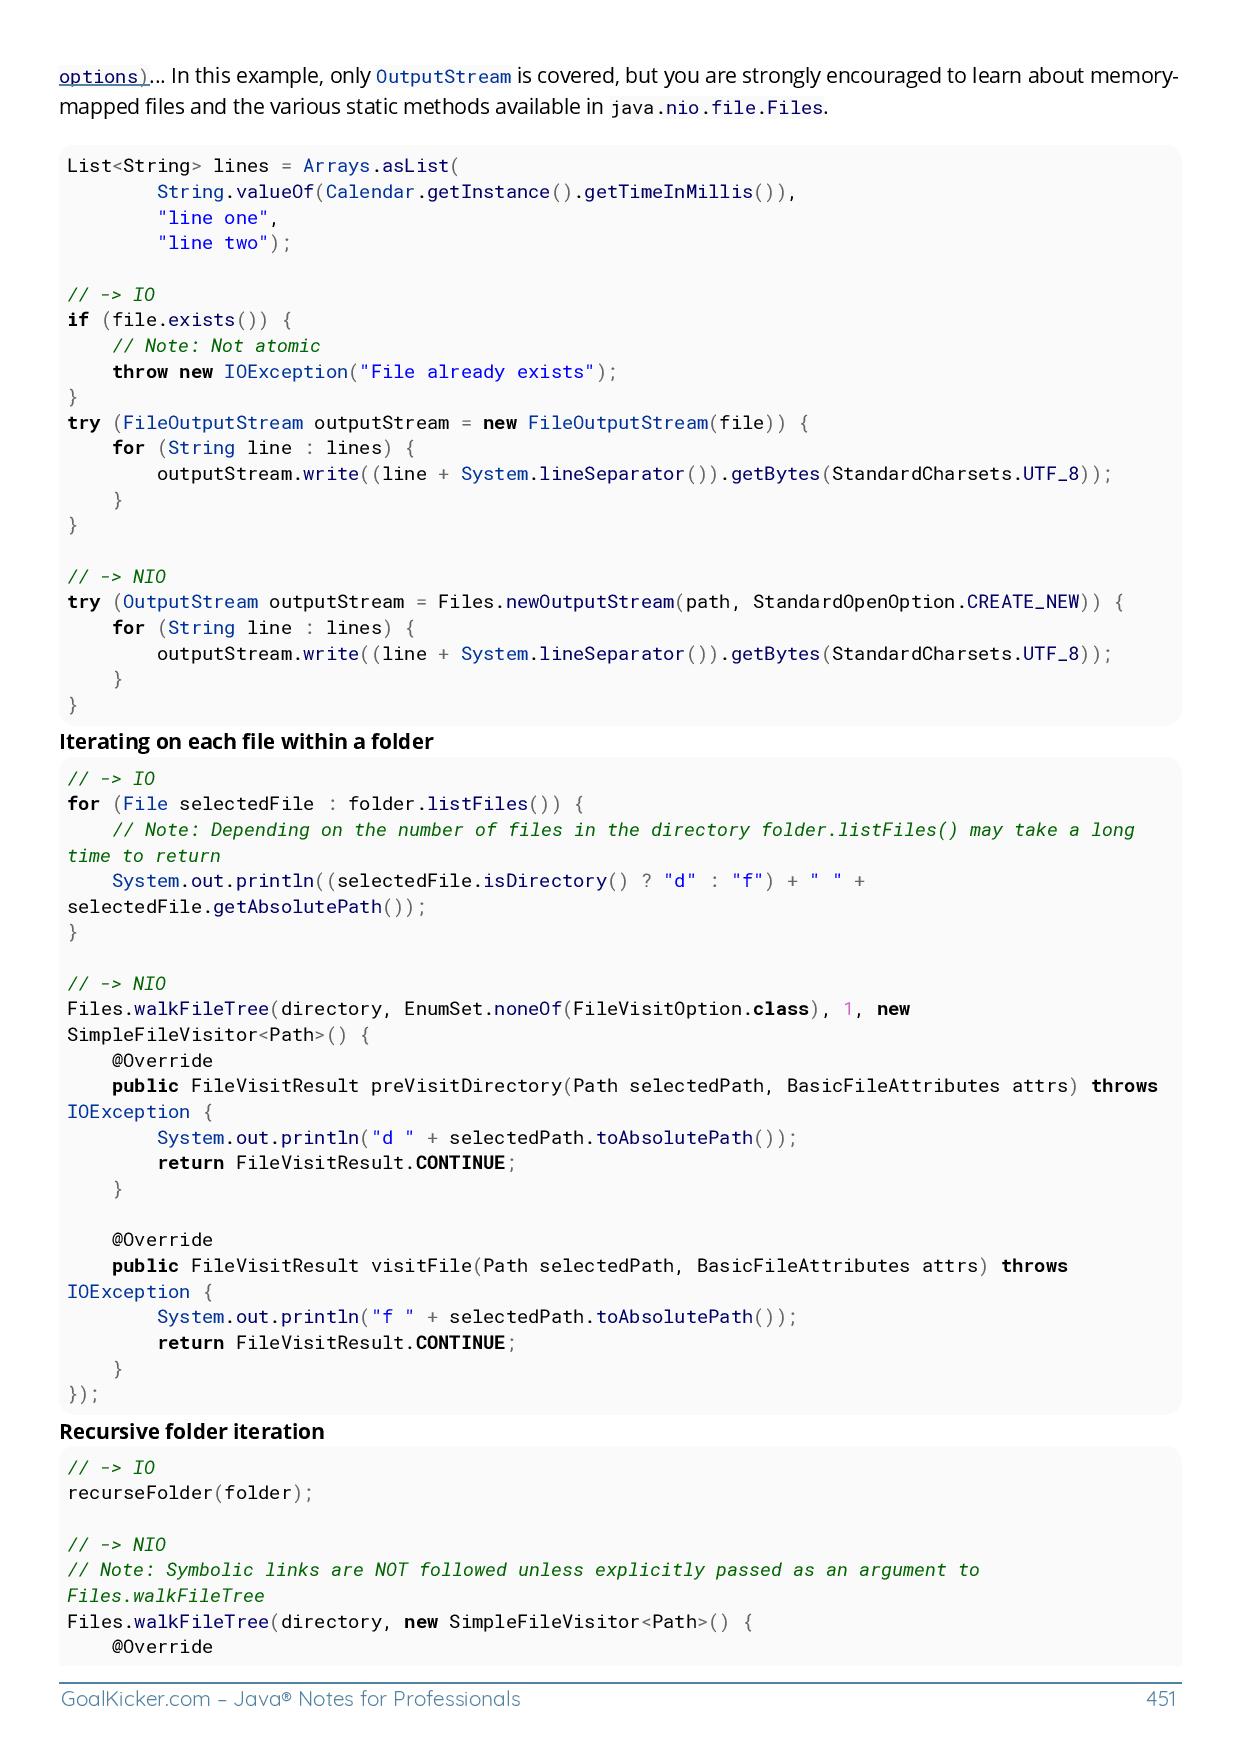 options)... In this example, only OutputStream is covered, but you are strongly encouraged to learn about memory-
mapped files and the various static methods available in java.nio.file.Files.
List<String> lines = Arrays.asList(
        String.valueOf(Calendar.getInstance().getTimeInMillis()),
        "line one",
        "line two");

// -> IO
if (file.exists()) {
    // Note: Not atomic
    throw new IOException("File already exists");
}
try (FileOutputStream outputStream = new FileOutputStream(file)) {
    for (String line : lines) {
        outputStream.write((line + System.lineSeparator()).getBytes(StandardCharsets.UTF_8));
    }
}

// -> NIO
try (OutputStream outputStream = Files.newOutputStream(path, StandardOpenOption.CREATE_NEW)) {
    for (String line : lines) {
        outputStream.write((line + System.lineSeparator()).getBytes(StandardCharsets.UTF_8));
    }
}
Iterating on each file within a folder
// -> IO
for (File selectedFile : folder.listFiles()) {
    // Note: Depending on the number of files in the directory folder.listFiles() may take a long
time to return
    System.out.println((selectedFile.isDirectory() ? "d" : "f") + " " +
selectedFile.getAbsolutePath());
}

// -> NIO
Files.walkFileTree(directory, EnumSet.noneOf(FileVisitOption.class), 1, new
SimpleFileVisitor<Path>() {
    @Override
    public FileVisitResult preVisitDirectory(Path selectedPath, BasicFileAttributes attrs) throws
IOException {
        System.out.println("d " + selectedPath.toAbsolutePath());
        return FileVisitResult.CONTINUE;
    }

    @Override
    public FileVisitResult visitFile(Path selectedPath, BasicFileAttributes attrs) throws
IOException {
        System.out.println("f " + selectedPath.toAbsolutePath());
        return FileVisitResult.CONTINUE;
    }
});
Recursive folder iteration
// -> IO
recurseFolder(folder);

// -> NIO
// Note: Symbolic links are NOT followed unless explicitly passed as an argument to
Files.walkFileTree
Files.walkFileTree(directory, new SimpleFileVisitor<Path>() {
    @Override
GoalKicker.com – Java® Notes for Professionals 451